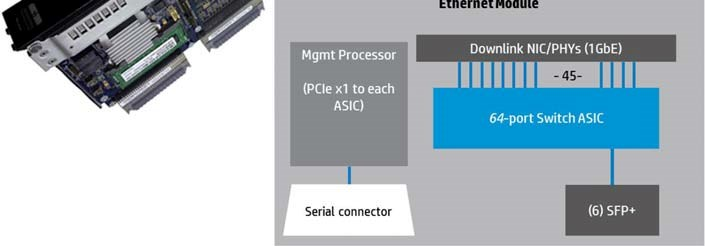 Ethernet Module
Mgmt Processor
(PCIe x1 to each
ASIC)
Downlink NIC/PHYs (1GbE)
- 45-
64-port Switch ASIC
Serial connector
(6) SFP+